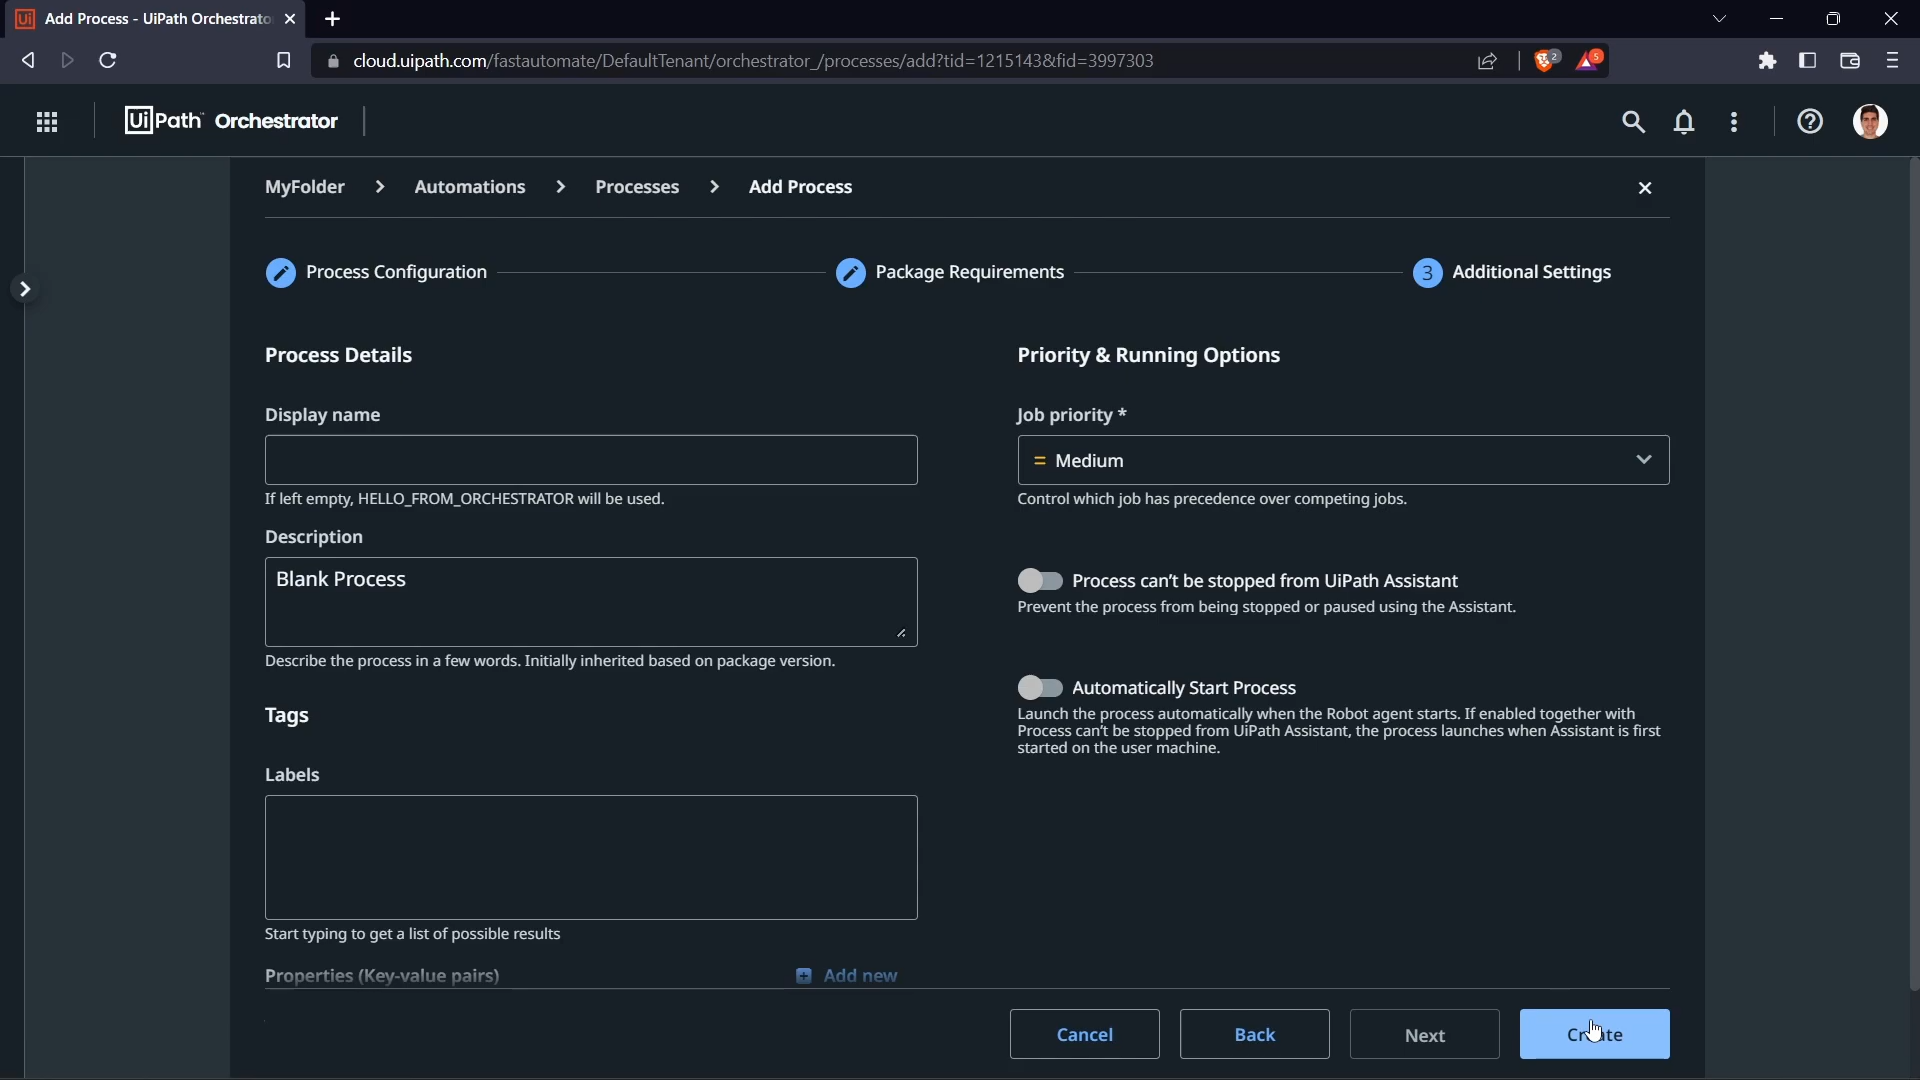 Ui Add Process - UiPath Orchestrato
cloud.uipath.com/fastautomate/DefaultTenant/orchestrator_/processes/add?tid=1215143&fid=3997303
2
5
UiPath Orchestrator
MyFolder > Automations > Processes > Add Process
Process Configuration
Package Requirements
3 Additional Settings
Process Details
Display name
If left empty, HELLO_FROM_ORCHESTRATOR will be used.
Description
Blank Process
Describe the process in a few words. Initially inherited based on package version.
Tags
Labels
Start typing to get a list of possible results
Properties (Key-value pairs)
Add new
Priority & Running Options
Job priority *
= Medium
Control which job has precedence over competing jobs.
Process can't be stopped from UiPath Assistant
Prevent the process from being stopped or paused using the Assistant.
Automatically Start Process
Launch the process automatically when the Robot agent starts. If enabled together with
Process can't be stopped from UiPath Assistant, the process launches when Assistant is first
started on the user machine.
Cancel
Back
Next
Create